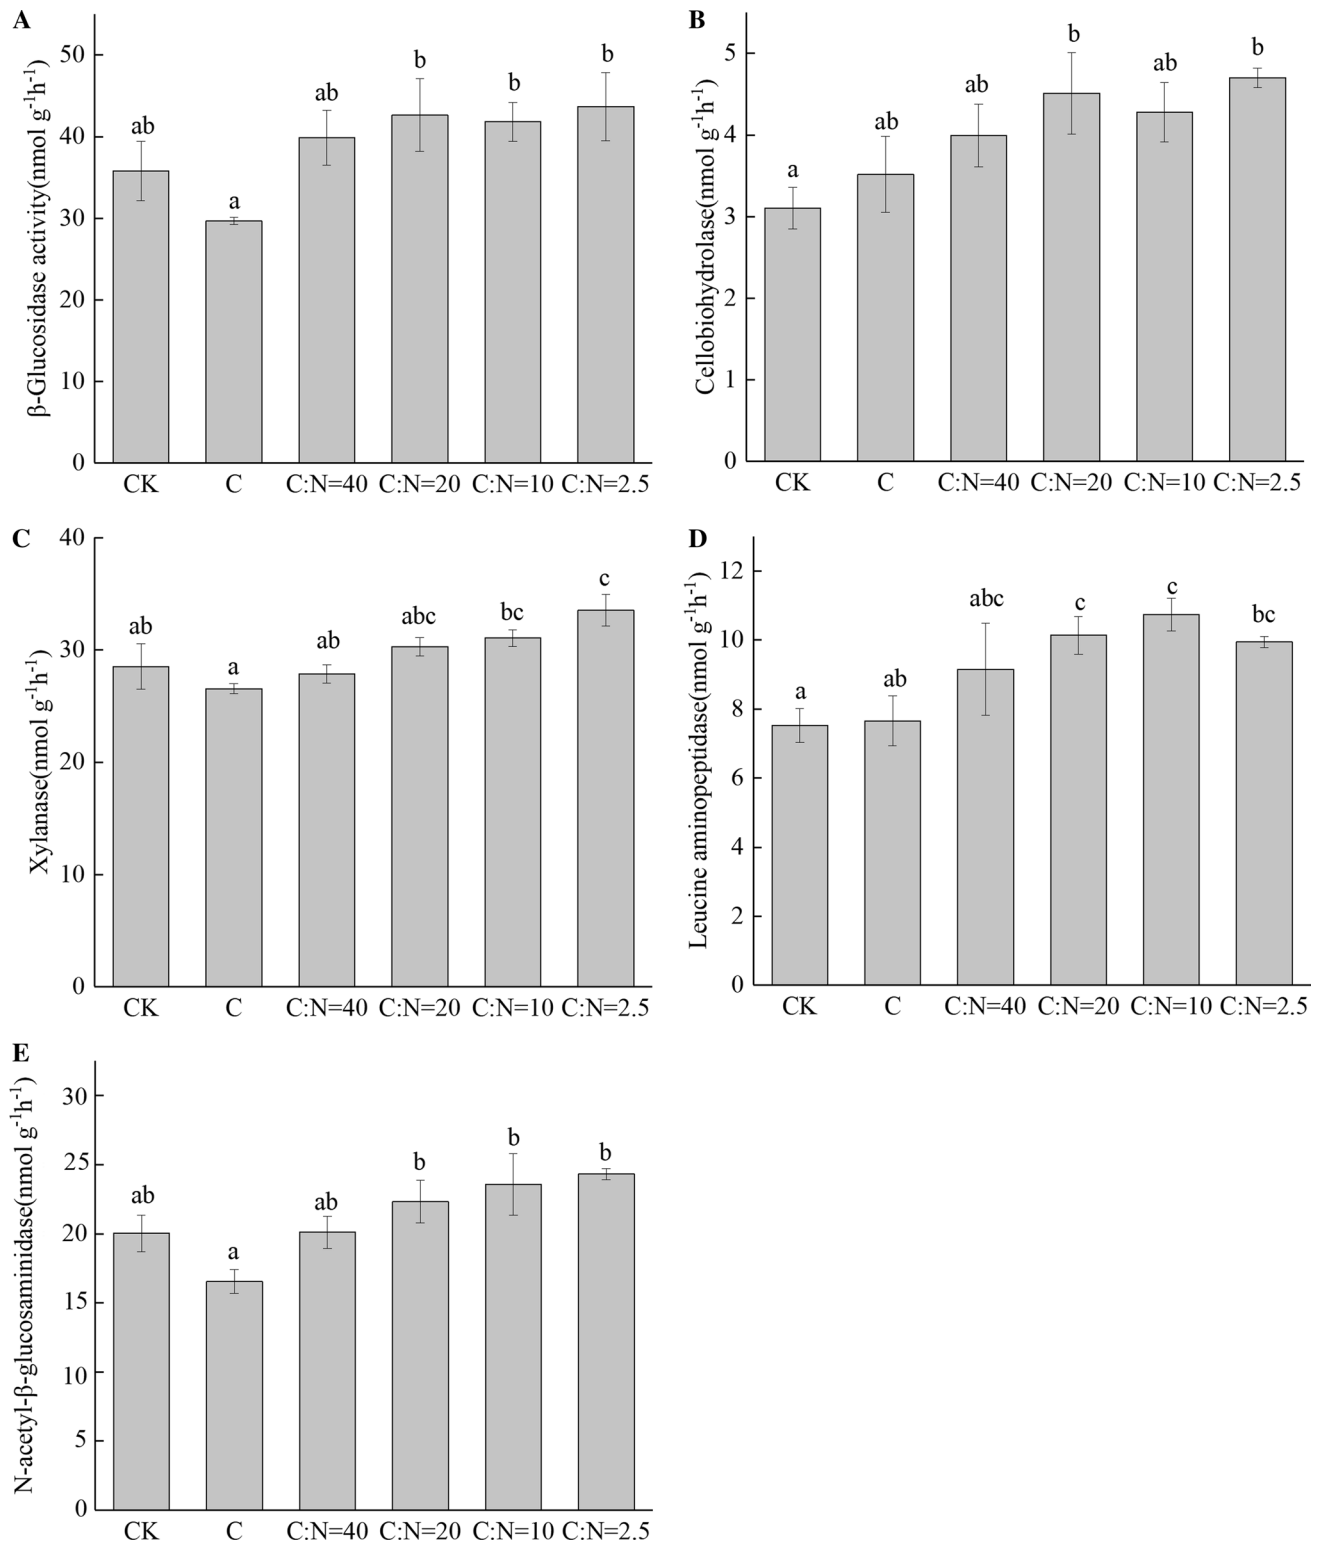 A
β-Glucosidase activity(nmol g⁻¹h⁻¹)
50
40
30
20
10
0
ab
a
ab
b
b
b
CK C C:N=40 C:N=20 C:N=10 C:N=2.5
B
Cellobiohydrolase(nmol g⁻¹h⁻¹)
5
4
3
2
1
0
a
ab
ab
b
ab
b
CK C C:N=40 C:N=20 C:N=10 C:N=2.5
C
Xylanase(nmol g⁻¹h⁻¹)
40
30
20
10
0
ab
a
ab
abc
bc
c
CK C C:N=40 C:N=20 C:N=10 C:N=2.5
D
Leucine aminopeptidase(nmol g⁻¹h⁻¹)
12
10
8
6
4
2
0
a
ab
abc
c
c
bc
CK C C:N=40 C:N=20 C:N=10 C:N=2.5
E
N-acetyl-β-glucosaminidase(nmol g⁻¹h⁻¹)
30
25
20
15
10
5
0
ab
a
ab
b
b
b
CK C C:N=40 C:N=20 C:N=10 C:N=2.5